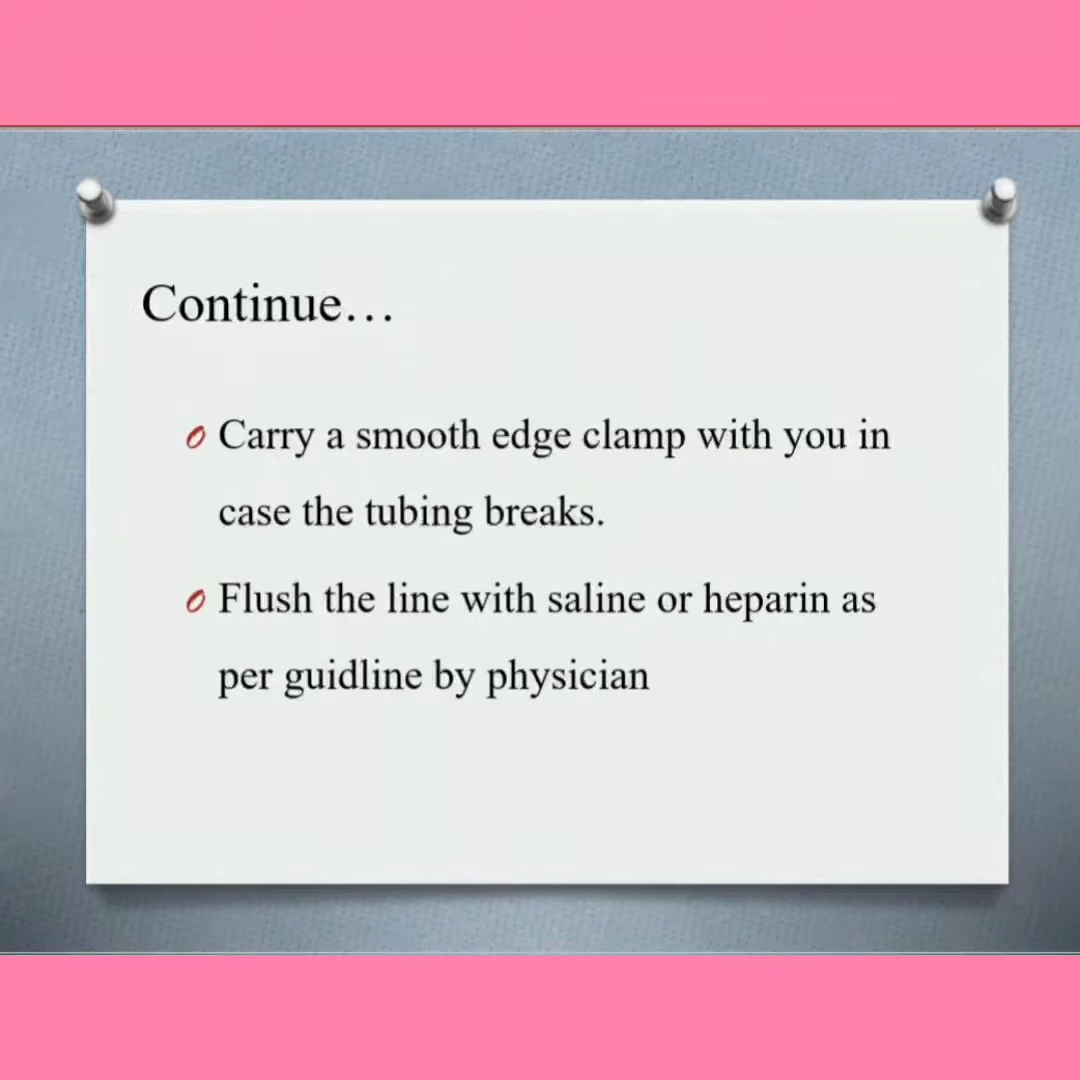 Continue…
Carry a smooth edge clamp with you in
case the tubing breaks.
Flush the line with saline or heparin as
per guidline by physician